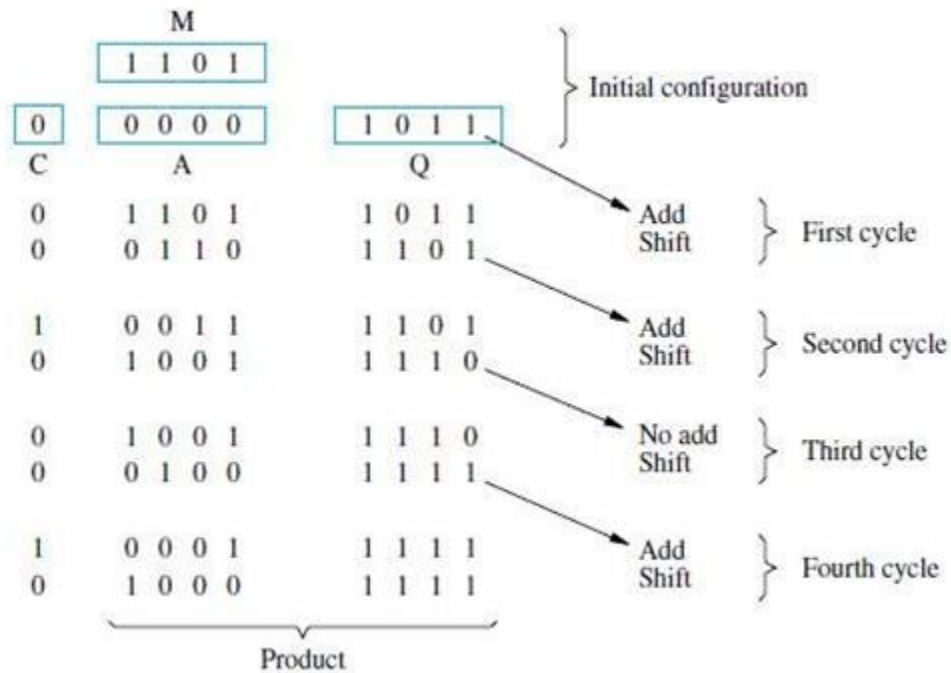 M
1 1 0 1
Initial configuration
0 0 0 0 0 1 0 1 1
C A Q
0 1 1 0 1 1 0 1 1 Add
First cycle
0 0 1 1 0 1 1 0 1 Shift
1 0 0 1 1 1 1 0 1 Add
Second cycle
0 1 0 0 1 1 1 1 0 Shift
0 1 0 0 1 1 1 1 0 No add
Third cycle
0 0 1 0 0 1 1 1 1 Shift
1 0 0 0 1 1 1 1 1 Add
Fourth cycle
0 1 0 0 0 1 1 1 1 Shift
Product